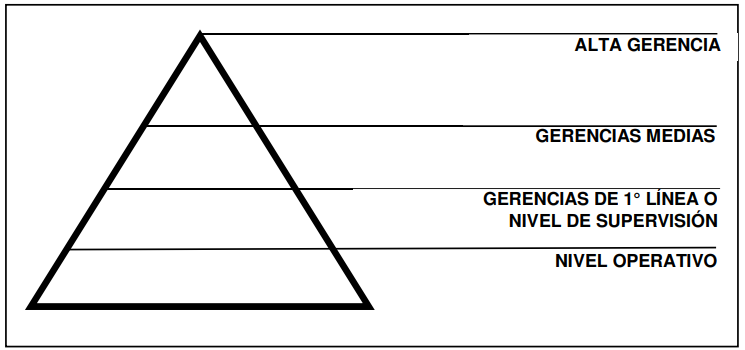 ALTA GERENCIA
GERENCIAS MEDIAS
GERENCIAS DE 1° LÍNEA O
NIVEL DE SUPERVISIÓN
NIVEL OPERATIVO